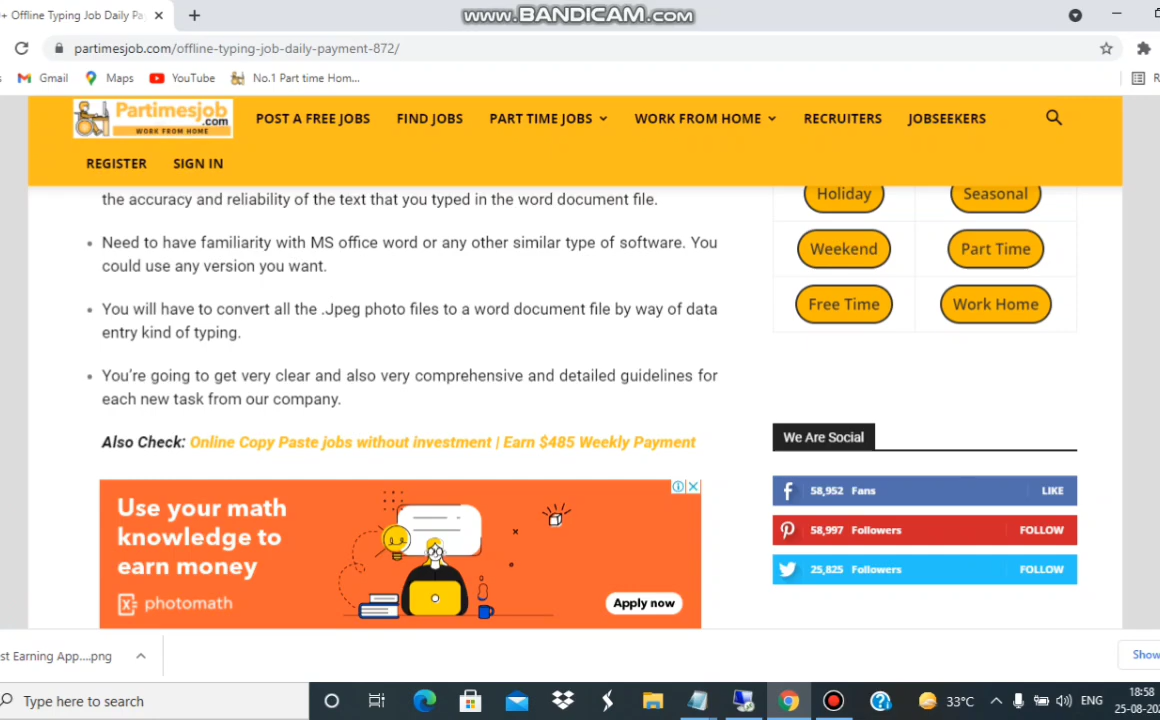 www.BANDICAM.com
Offline Typing Job Daily Pa
partimesjob.com/offline-typing-job-daily-payment-872/
Gmail Maps YouTube No.1 Part time Hom...
Partimesjob
.com
WORK FROM HOME
POST A FREE JOBS FIND JOBS PART TIME JOBS WORK FROM HOME RECRUITERS JOBSEEKERS
REGISTER SIGN IN
the accuracy and reliability of the text that you typed in the word document file.
• Need to have familiarity with MS office word or any other similar type of software. You
could use any version you want.
• You will have to convert all the .Jpeg photo files to a word document file by way of data
entry kind of typing.
• You're going to get very clear and also very comprehensive and detailed guidelines for
each new task from our company.
Also Check: Online Copy Paste jobs without investment | Earn $485 Weekly Payment
Use your math
knowledge to
earn money
photomath
Apply now
Holiday Seasonal
Weekend Part Time
Free Time Work Home
We Are Social
58,952 Fans LIKE
58,997 Followers FOLLOW
25,825 Followers FOLLOW
st Earning App....png
Show
Type here to search
33°C
ENG
18:58
25-08-202